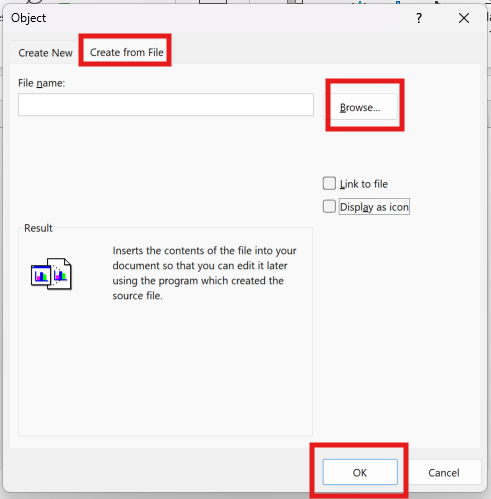 Object
?
Create New
Create from File
File name:
Browse...
Link to file
Display as icon
Result
Inserts the contents of the file into your
document so that you can edit it later
using the program which created the
source file.
OK
Cancel